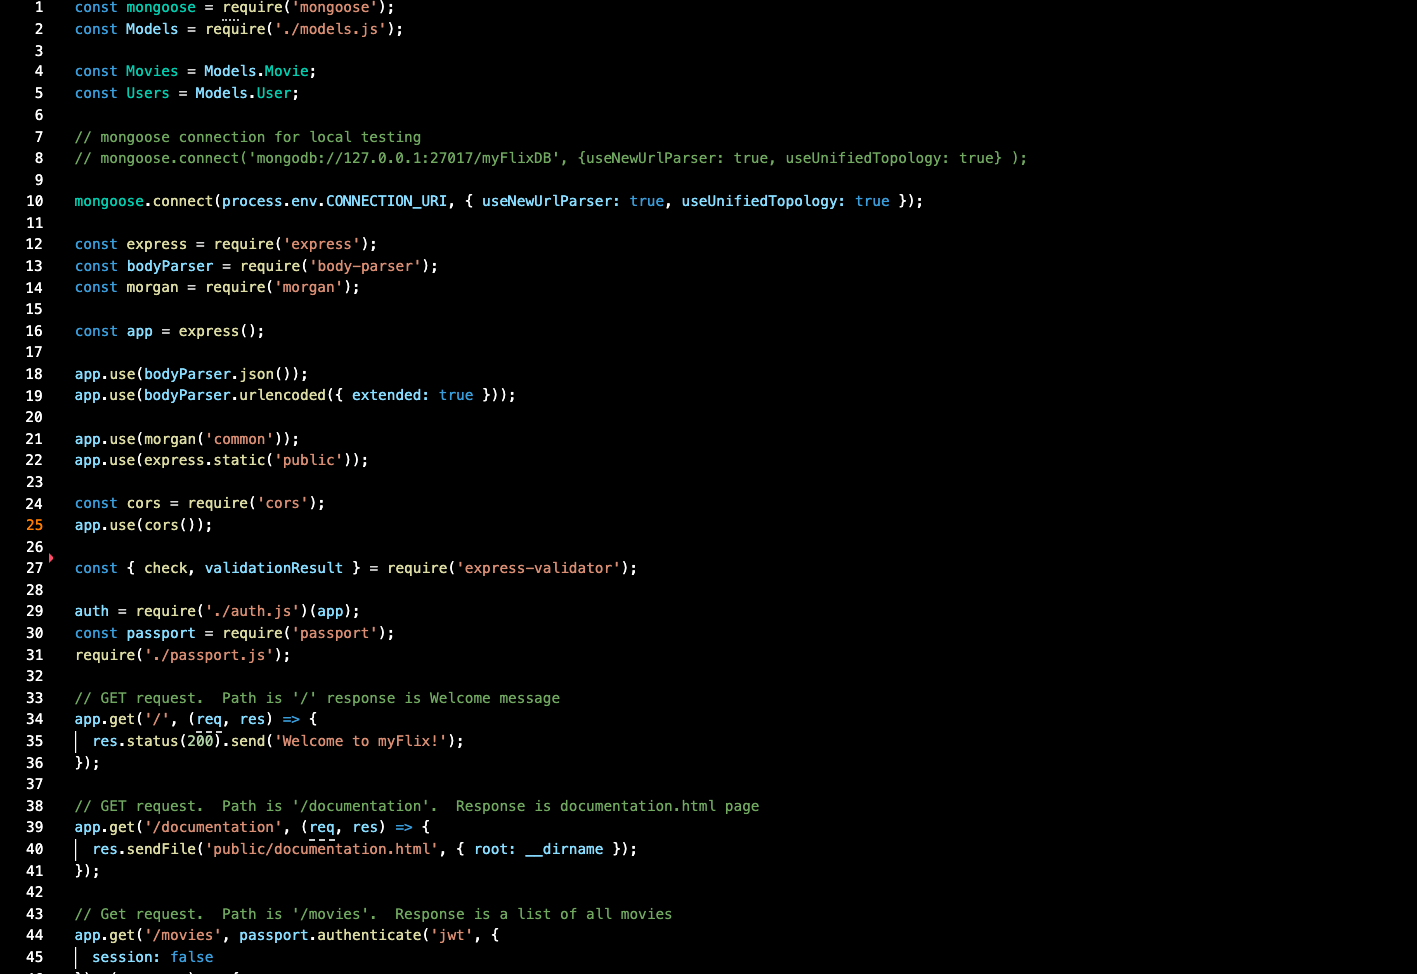 1 const mongoose = require('mongoose');
2 const Models = require('./models.js');
3
4 const Movies = Models.Movie;
5 const Users = Models.User;
6
7 // mongoose connection for local testing
8 // mongoose.connect('mongodb://127.0.0.1:27017/myFlixDB', {useNewUrlParser: true, useUnifiedTopology: true} );
9
10 mongoose.connect(process.env.CONNECTION_URI, { useNewUrlParser: true, useUnifiedTopology: true });
11
12 const express = require('express');
13 const bodyParser = require('body-parser');
14 const morgan = require('morgan');
15
16 const app = express();
17
18 app.use(bodyParser.json());
19 app.use(bodyParser.urlencoded({ extended: true }));
20
21 app.use(morgan('common'));
22 app.use(express.static('public'));
23
24 const cors = require('cors');
25 app.use(cors());
26
27 const { check, validationResult } = require('express-validator');
28
29 auth = require('./auth.js')(app);
30 const passport = require('passport');
31 require('./passport.js');
32
33 // GET request.  Path is '/' response is Welcome message
34 app.get('/', (req, res) => {
35   res.status(200).send('Welcome to myFlix!');
36 });
37
38 // GET request.  Path is '/documentation'.  Response is documentation.html page
39 app.get('/documentation', (req, res) => {
40   res.sendFile('public/documentation.html', { root: __dirname });
41 });
42
43 // Get request.  Path is '/movies'.  Response is a list of all movies
44 app.get('/movies', passport.authenticate('jwt', {
45   session: false